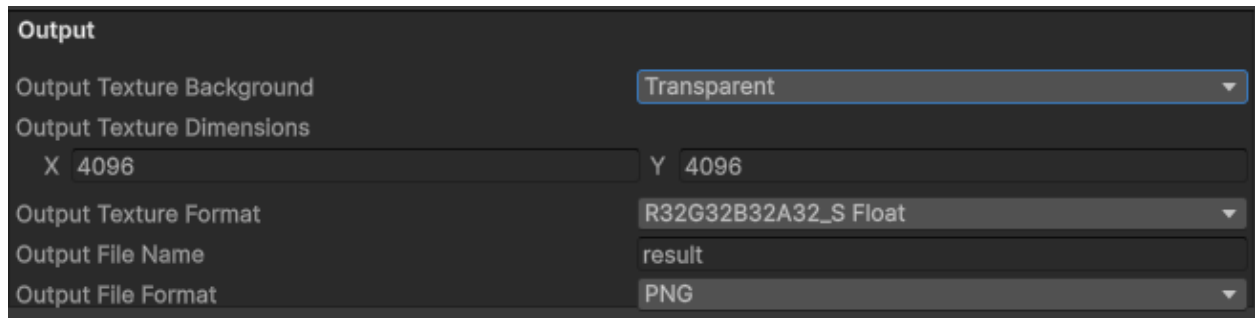 Output
Output Texture Background Transparent
Output Texture Dimensions
X 4096 Y 4096
Output Texture Format R32G32B32A32_S Float
Output File Name result
Output File Format PNG